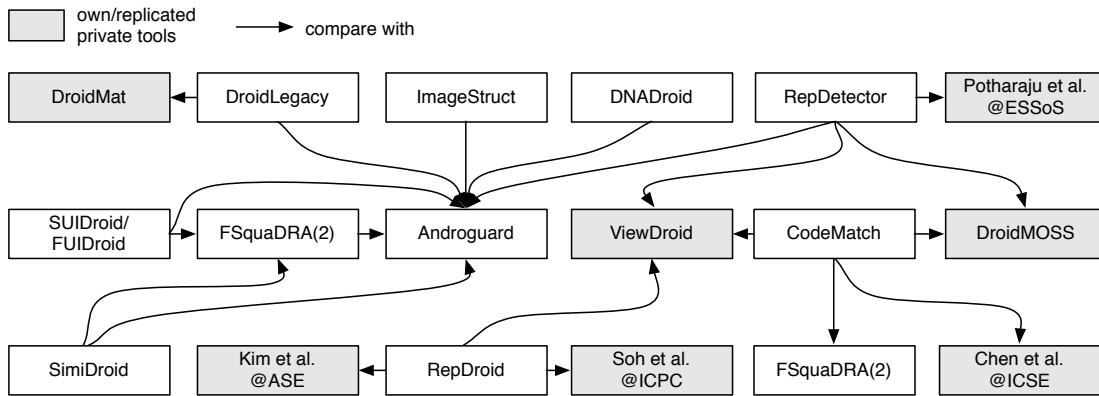 own/replicated
private tools
compare with
DroidMat
DroidLegacy
ImageStruct
DNADroid
RepDetector
Potharaju et al.
@ESSoS
SUIDroid/
FUIDroid
FSquaDRA(2)
Androguard
ViewDroid
CodeMatch
DroidMOSS
SimiDroid
Kim et al.
@ASE
RepDroid
Soh et al.
@ICPC
FSquaDRA(2)
Chen et al.
@ICSE